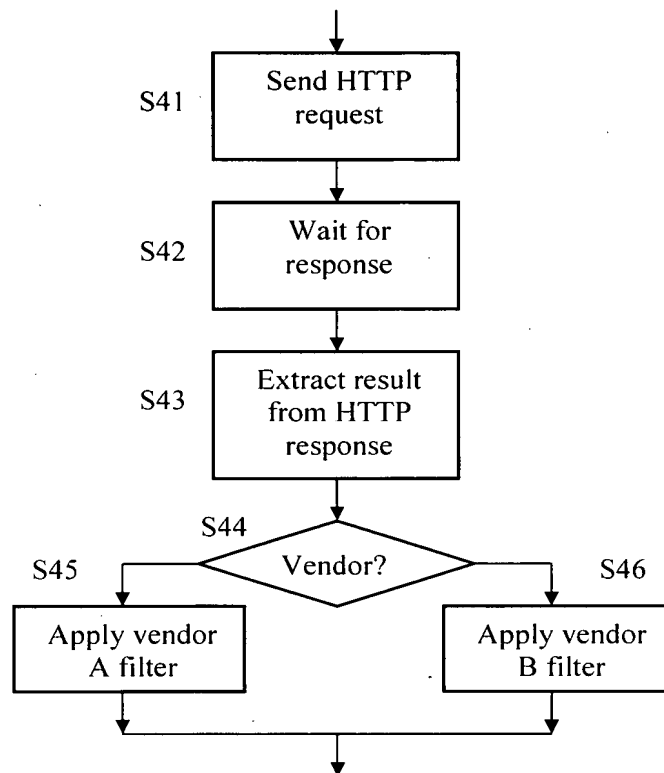 S41
Send HTTP
request
S42
Wait for
response
S43
Extract result
from HTTP
response
S44
Vendor?
S45
S46
Apply vendor
A filter
Apply vendor
B filter